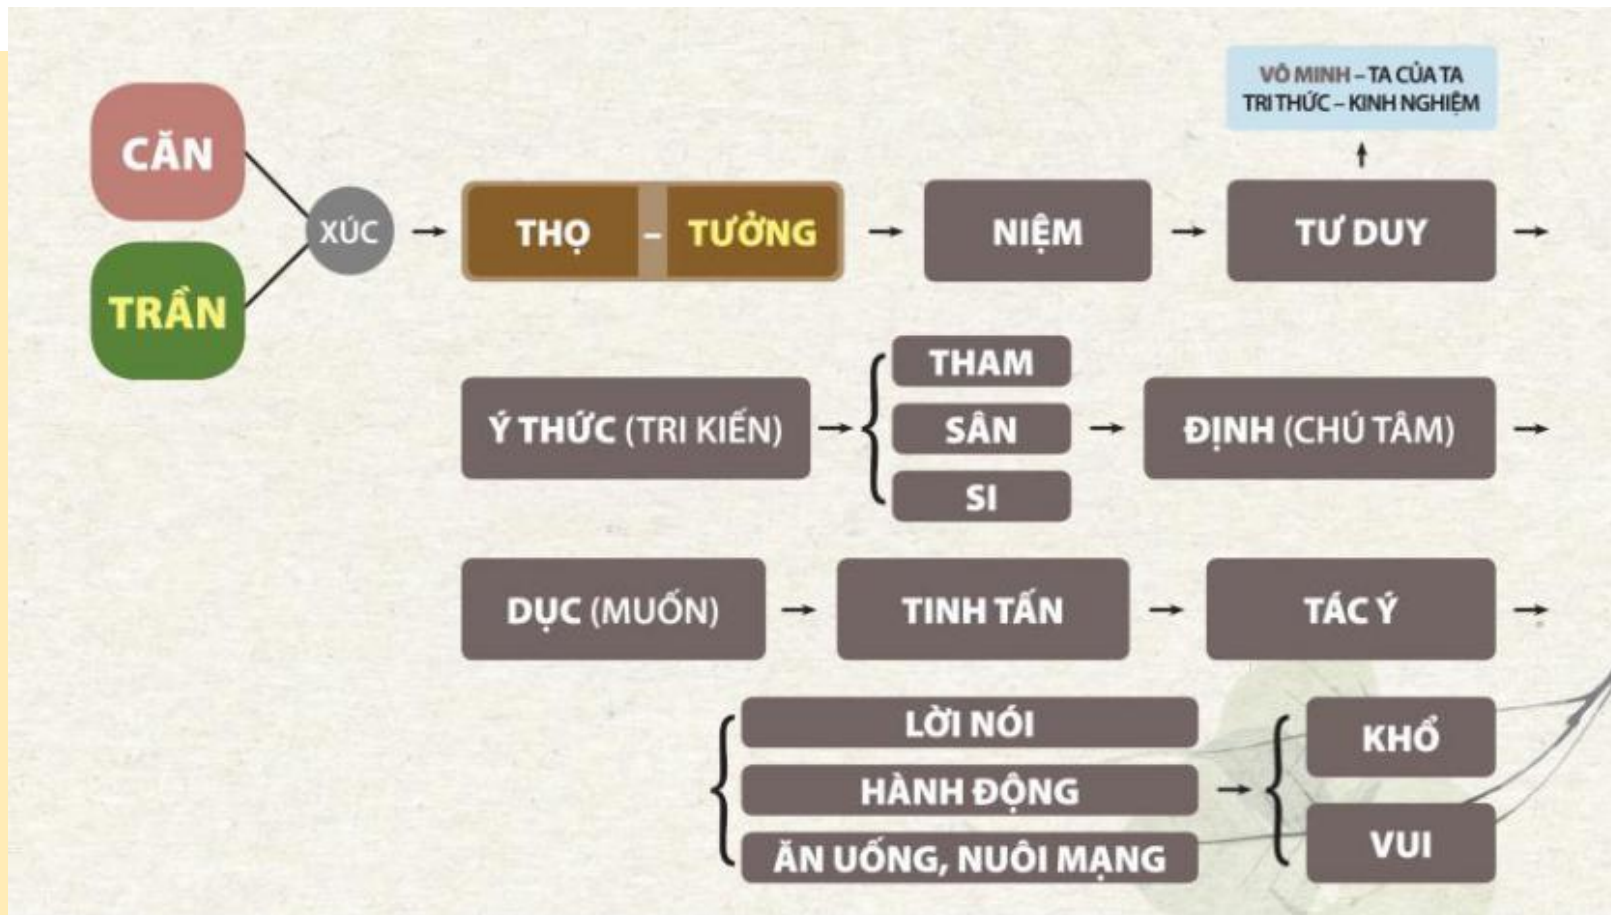 CĂN
TRẦN
XÚC
THỌ – TƯỞNG
NIỆM
TƯ DUY
VÔ MINH – TA CỦA TA
TRI THỨC – KINH NGHIỆM
Ý THỨC (TRI KIẾN)
THAM
SÂN
SI
ĐỊNH (CHÚ TÂM)
DỤC (MUỐN)
TINH TẤN
TÁC Ý
LỜI NÓI
HÀNH ĐỘNG
ĂN UỐNG, NUÔI MẠNG
KHỔ
VUI